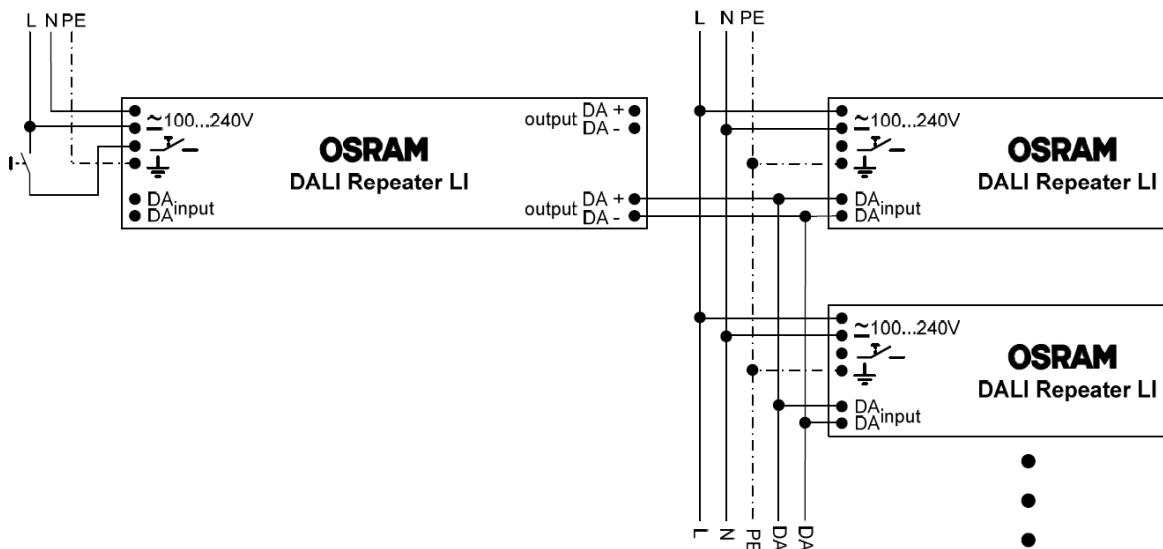 L N PE
~100...240V
OSRAM
DALI Repeater LI
DA
DA
input
output
DA +
DA -
output
DA +
DA -
L N PE
~100...240V
OSRAM
DALI Repeater LI
DA
DA
input
~100...240V
OSRAM
DALI Repeater LI
DA
DA
input
L
N
PE
DA
DA